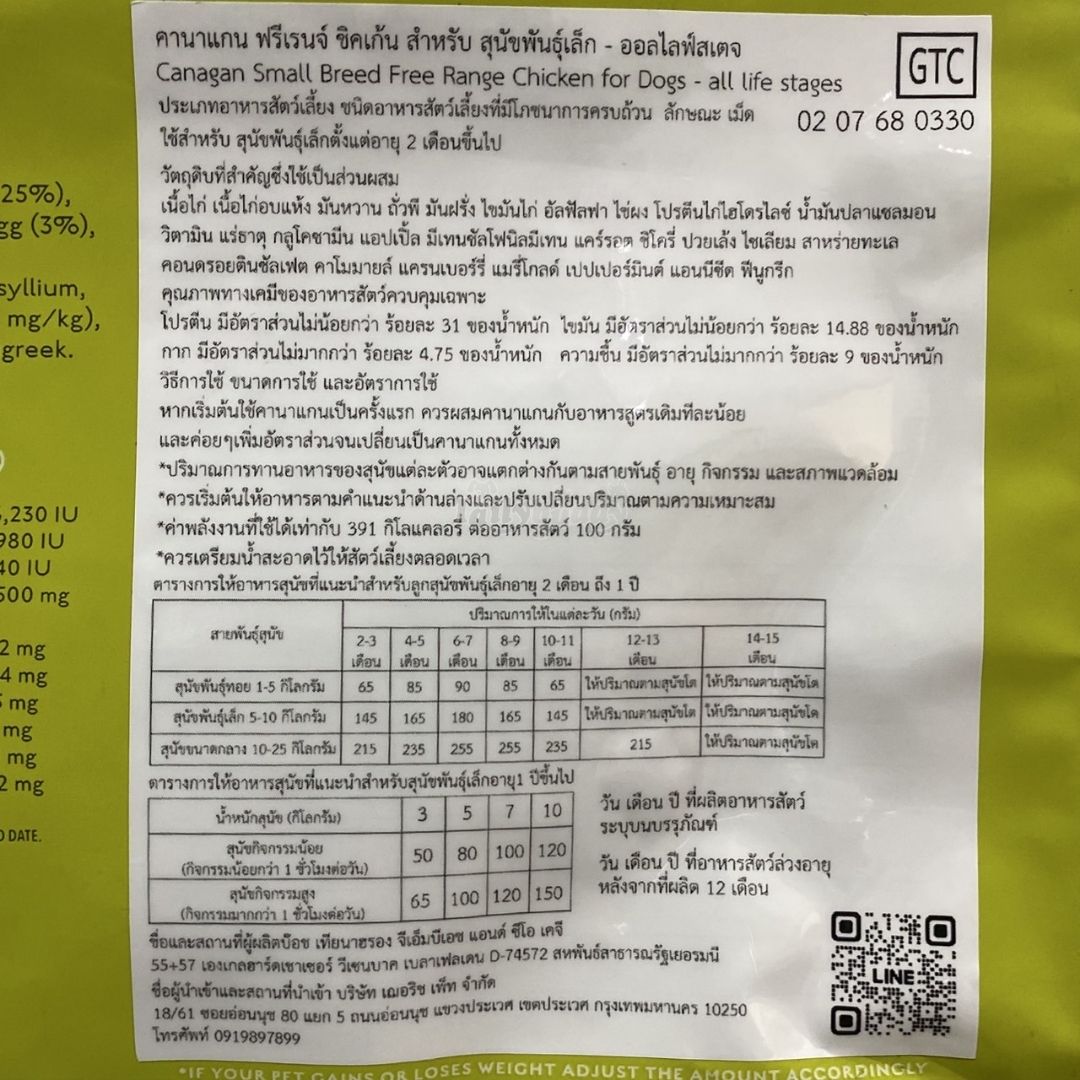 คานาแกน ฟรีเรนจ์ ชิคเก้น สำหรับ สุนัขพันธุ์เล็ก - ออลไลฟ์สเตจ
Canagan Small Breed Free Range Chicken for Dogs - all life stages
GTC
ประเภทอาหารสัตว์เลี้ยง ชนิดอาหารสัตว์เลี้ยงที่มีโภชนาการครบถ้วน ลักษณะ เม็ด
02 07 68 0330
ใช้สำหรับ สุนัขพันธุ์เล็กตั้งแต่อายุ 2 เดือนขึ้นไป
วัตถุดิบที่สำคัญซึ่งใช้เป็นส่วนผสม
เนื้อไก่ เนื้อไก่อบแห้ง มันหวาน ถั่วพี มันฝรั่ง ไขมันไก่ อัลฟัลฟา ไข่ผง โปรตีนไก่ไฮโดรไลซ์ น้ำมันปลาแซลมอน
วิตามิน แร่ธาตุ กลูโคซามีน แอปเปิ้ล มีเทนซัลโฟนิลมีเทน แคร์รอต ชิโครี่ ปวยเล้ง ไซเลียม สาหร่ายทะเล
คอนดรอยตินซัลเฟต คาโมมายล์ แครนเบอร์รี่ แมรี่โกลด์ เปปเปอร์มินต์ แอนนีซีด ฟีนูกรีก
คุณภาพทางเคมีของอาหารสัตว์ควบคุมเฉพาะ
โปรตีน มีอัตราส่วนไม่น้อยกว่า ร้อยละ 31 ของน้ำหนัก ไขมัน มีอัตราส่วนไม่น้อยกว่า ร้อยละ 14.88 ของน้ำหนัก
กาก มีอัตราส่วนไม่มากกว่า ร้อยละ 4.75 ของน้ำหนัก ความชื้น มีอัตราส่วนไม่มากกว่า ร้อยละ 9 ของน้ำหนัก
วิธีการใช้ ขนาดการใช้ และอัตราการใช้
หากเริ่มต้นใช้คานาแกนเป็นครั้งแรก ควรผสมคานาแกนกับอาหารสูตรเดิมทีละน้อย
และค่อยๆเพิ่มอัตราส่วนจนเปลี่ยนเป็นคานาแกนทั้งหมด
*ปริมาณการทานอาหารของสุนัขแต่ละตัวอาจแตกต่างกันตามสายพันธุ์ อายุ กิจกรรม และสภาพแวดล้อม
*ควรเริ่มต้นให้อาหารตามคำแนะนำด้านล่างและปรับเปลี่ยนปริมาณตามความเหมาะสม
*ค่าพลังงานที่ใช้ได้เท่ากับ 391 กิโลแคลอรี่ ต่ออาหารสัตว์ 100 กรัม
*ควรเตรียมน้ำสะอาดไว้ให้สัตว์เลี้ยงตลอดเวลา
ตารางการให้อาหารสุนัขที่แนะนำสำหรับลูกสุนัขพันธุ์เล็กอายุ 2 เดือน ถึง 1 ปี
สายพันธุ์สุนัข ปริมาณการให้ในแต่ละวัน (กรัม)
2-3 เดือน 4-5 เดือน 6-7 เดือน 8-9 เดือน 10-11 เดือน 12-13 เดือน 14-15 เดือน
สุนัขพันธุ์ทอย 1-5 กิโลกรัม 65 85 90 85 65 ให้ปริมาณตามสุนัขโต ให้ปริมาณตามสุนัขโต
สุนัขพันธุ์เล็ก 5-10 กิโลกรัม 145 165 180 165 145 ให้ปริมาณตามสุนัขโต ให้ปริมาณตามสุนัขโต
สุนัขขนาดกลาง 10-25 กิโลกรัม 215 235 255 255 235 215 ให้ปริมาณตามสุนัขโต
ตารางการให้อาหารสุนัขที่แนะนำสำหรับสุนัขพันธุ์เล็กอายุ1 ปีขึ้นไป
น้ำหนักสุนัข (กิโลกรัม) 3 5 7 10
สุนัขกิจกรรมน้อย
(กิจกรรมน้อยกว่า 1 ชั่วโมงต่อวัน) 50 80 100 120
สุนัขกิจกรรมสูง
(กิจกรรมมากกว่า 1 ชั่วโมงต่อวัน) 65 100 120 150
วัน เดือน ปี ที่ผลิตอาหารสัตว์
ระบุบนบรรจุภัณฑ์
วัน เดือน ปี ที่อาหารสัตว์ล่วงอายุ
หลังจากที่ผลิต 12 เดือน
ชื่อและสถานที่ผู้ผลิตบ๊อช เทียนาฮรอง จีเอ็มบีเอช แอนด์ ซีโอ เคจี
55+57 เองเกลฮาร์ดเชาเซอร์ วีเซนบาค เบลาเฟลเดน D-74572 สหพันธ์สาธารณรัฐเยอรมนี
ชื่อผู้นำเข้าและสถานที่นำเข้า บริษัท เฌอริช เพ็ท จำกัด
18/61 ซอยอ่อนนุช 80 แยก 5 ถนนอ่อนนุช แขวงประเวศ เขตประเวศ กรุงเทพมหานคร 10250
โทรศัพท์ 0919897899
LINE
25%),
gg (3%),
syllium,
mg/kg),
greek.
,230 IU
980 IU
40 IU
500 mg
2 mg
4 mg
mg
mg
mg
2 mg
DATE.
*IF YOUR PET GAINS OR LOSES WEIGHT ADJUST THE AMOUNT ACCORDINGLY